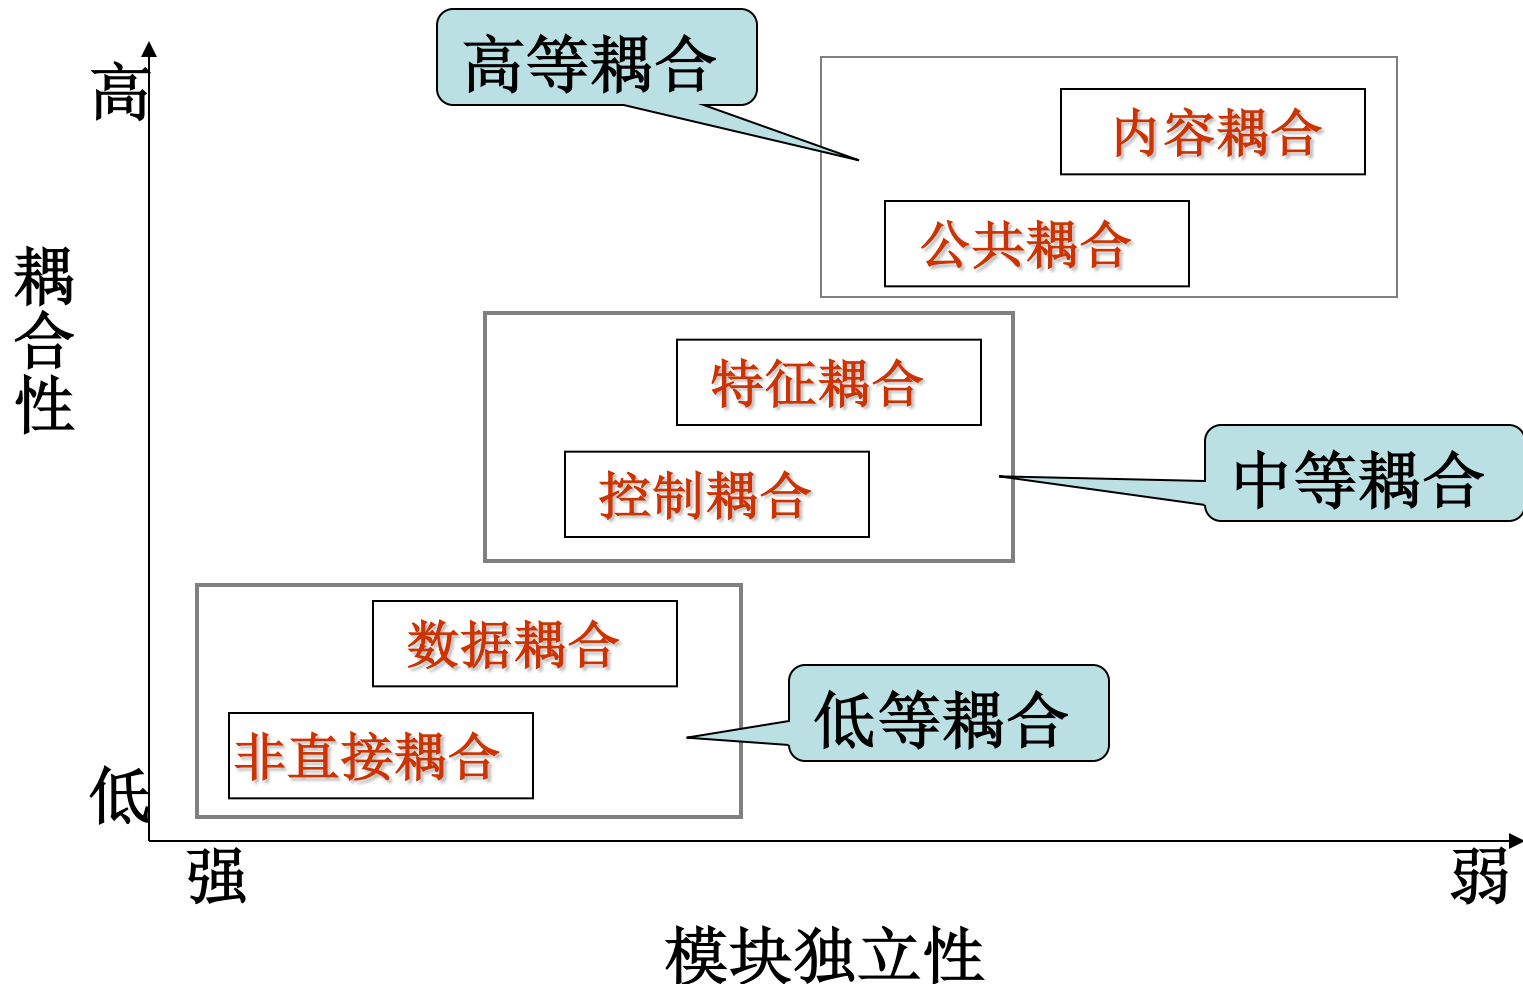 高等耦合
高
内容耦合
公共耦合
耦合性
特征耦合
控制耦合
中等耦合
数据耦合
低等耦合
非直接耦合
低
强
弱
模块独立性